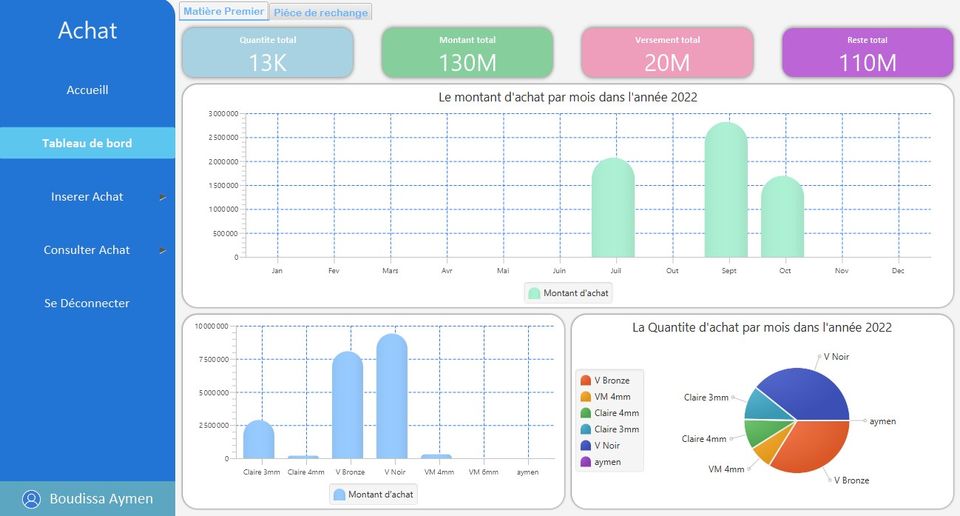 Achat
Accueill
Tableau de bord
Inserer Achat
Consulter Achat
Se Déconnecter
Boudissa Aymen
Matière Premier
Piéce de rechange
Quantite total
13K
Montant total
130M
Versement total
20M
Reste total
110M
Le montant d'achat par mois dans l'année 2022
3 000 000
2 500 000
2 000 000
1 500 000
1 000 000
500 000
0
Jan Fev Mars Avr Mai Juin Juil Out Sept Oct Nov Dec
Montant d'achat
10 000 000
7 500 000
5 000 000
2 500 000
0
Claire 3mm Claire 4mm V Bronze V Noir VM 4mm VM 6mm aymen
Montant d'achat
La Quantite d'achat par mois dans l'année 2022
V Bronze
VM 4mm
Claire 4mm
Claire 3mm
V Noir
aymen
V Noir
Claire 3mm
aymen
Claire 4mm
VM 4mm
V Bronze